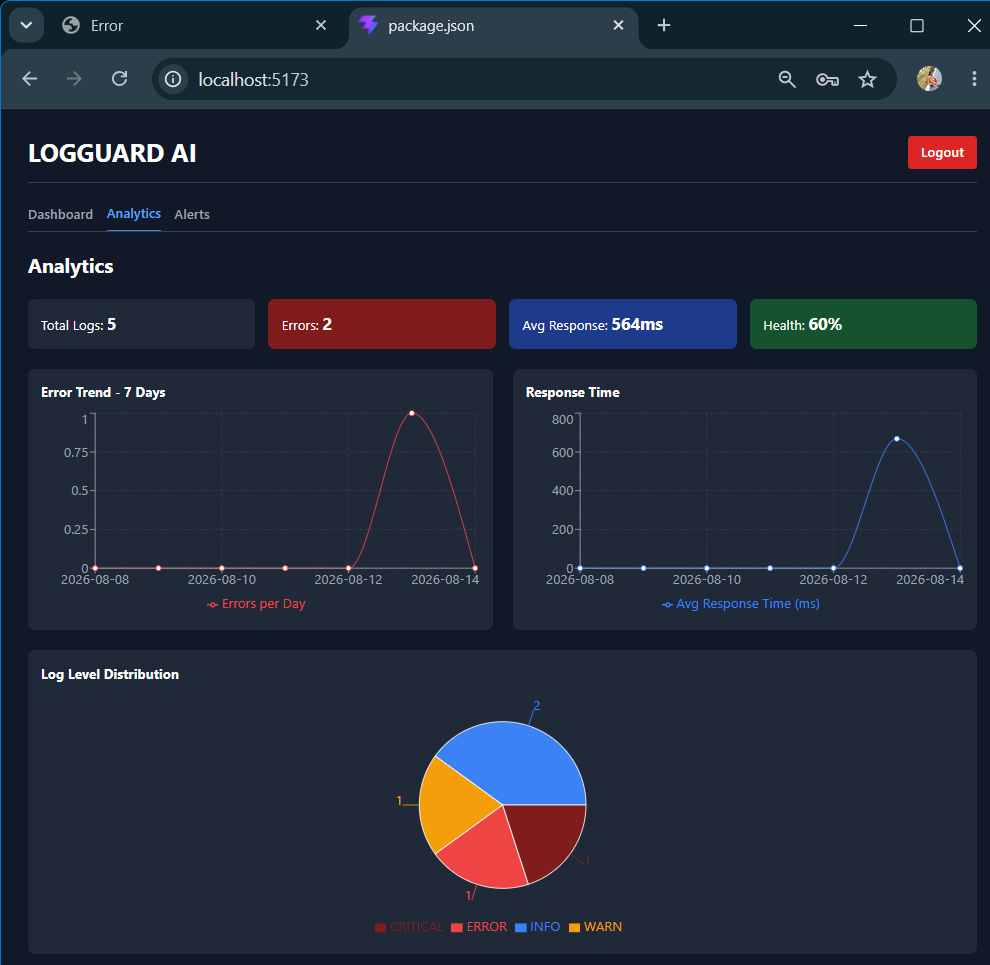 Error
package.json
localhost:5173
LOGGUARD AI
Logout
Dashboard Analytics Alerts
Analytics
Total Logs: 5
Errors: 2
Avg Response: 564ms
Health: 60%
Error Trend - 7 Days
1
0.75
0.5
0.25
0
2026-08-08 2026-08-10 2026-08-12 2026-08-14
Errors per Day
Response Time
800
600
400
200
0
2026-08-08 2026-08-10 2026-08-12 2026-08-14
Avg Response Time (ms)
Log Level Distribution
2
1
1
1
CRITICAL ERROR INFO WARN